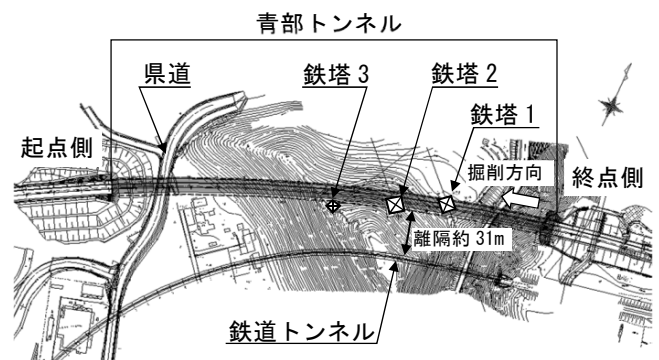 青部トンネル
県道
鉄塔 3
鉄塔 2
鉄塔 1
起点側
掘削方向
終点側
離隔約 31m
鉄道トンネル